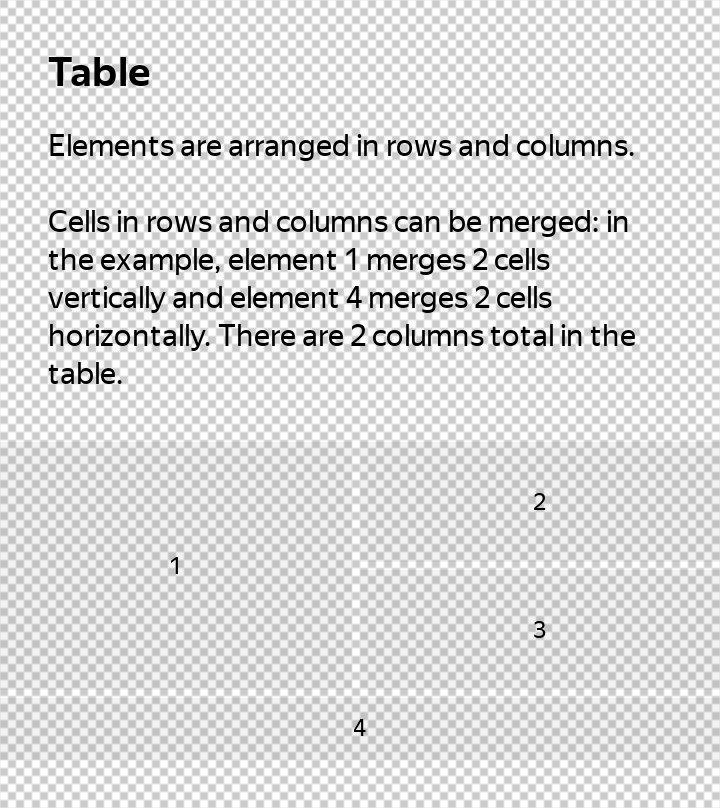 Table
Elements are arranged in rows and columns.
Cells in rows and columns can be merged: in
the example, element 1 merges 2 cells
vertically and element 4 merges 2 cells
horizontally. There are 2 columns total in the
table.
2
1
3
4